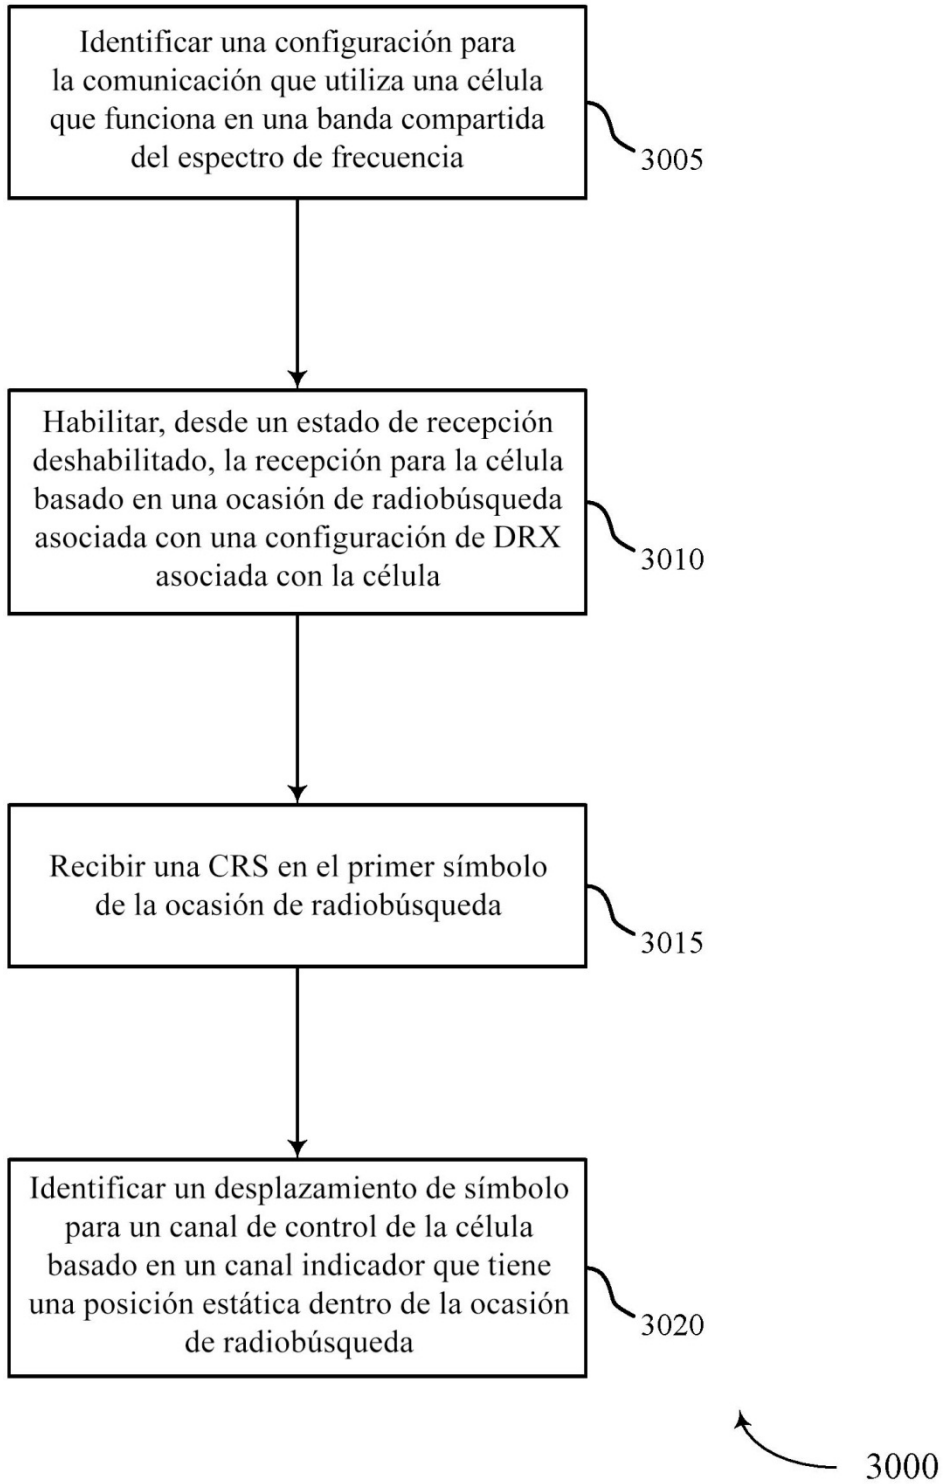 Identificar una configuración para
la comunicación que utiliza una célula
que funciona en una banda compartida
del espectro de frecuencia
3005
Habilitar, desde un estado de recepción
deshabilitado, la recepción para la célula
basado en una ocasión de radiobúsqueda
asociada con una configuración de DRX
asociada con la célula
3010
Recibir una CRS en el primer símbolo
de la ocasión de radiobúsqueda
3015
Identificar un desplazamiento de símbolo
para un canal de control de la célula
basado en un canal indicador que tiene
una posición estática dentro de la ocasión
de radiobúsqueda
3020
3000